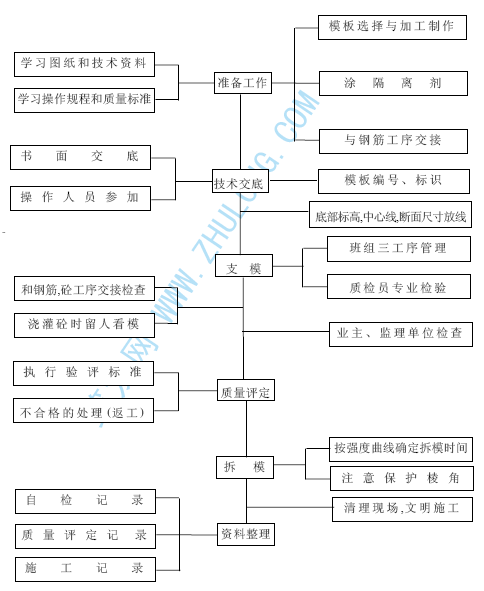 模板选择与加工制作
学习图纸和技术资料
准备工作
涂隔离剂
学习操作规程和质量标准
与钢筋工序交接
书面交底
技术交底
模板编号、标识
操作人员参加
底部标高,中心线,断面尺寸放线
班组三工序管理
支模
质检员专业检验
和钢筋,砼工序交接检查
浇灌砼时留人看模
业主、监理单位检查
执行验评标准
质量评定
不合格的处理(返工)
按强度曲线确定拆模时间
拆模
注意保护棱角
自检记录
清理现场,文明施工
质量评定记录
资料整理
施工记录
WWW.ZHULONG.COM